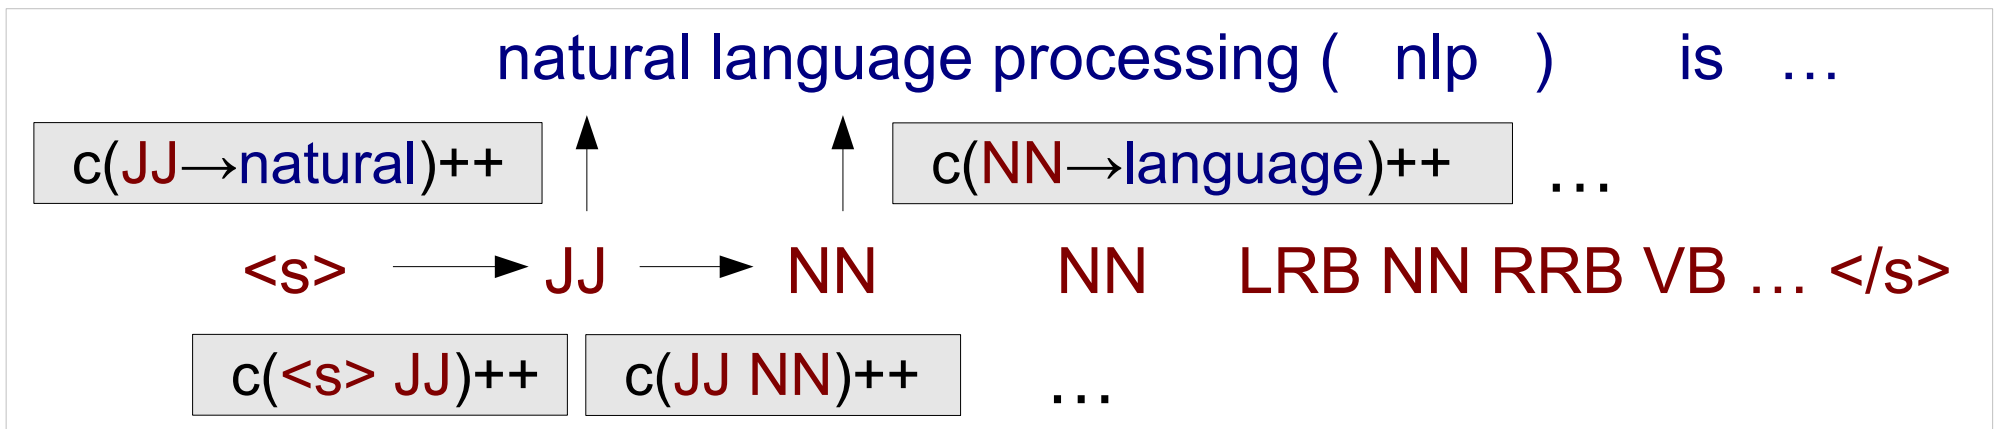 natural language processing ( nlp ) is …
c(JJ→natural)++ c(NN→language)++ …
<s> JJ NN NN LRB NN RRB VB … </s>
c(<s> JJ)++ c(JJ NN)++ …